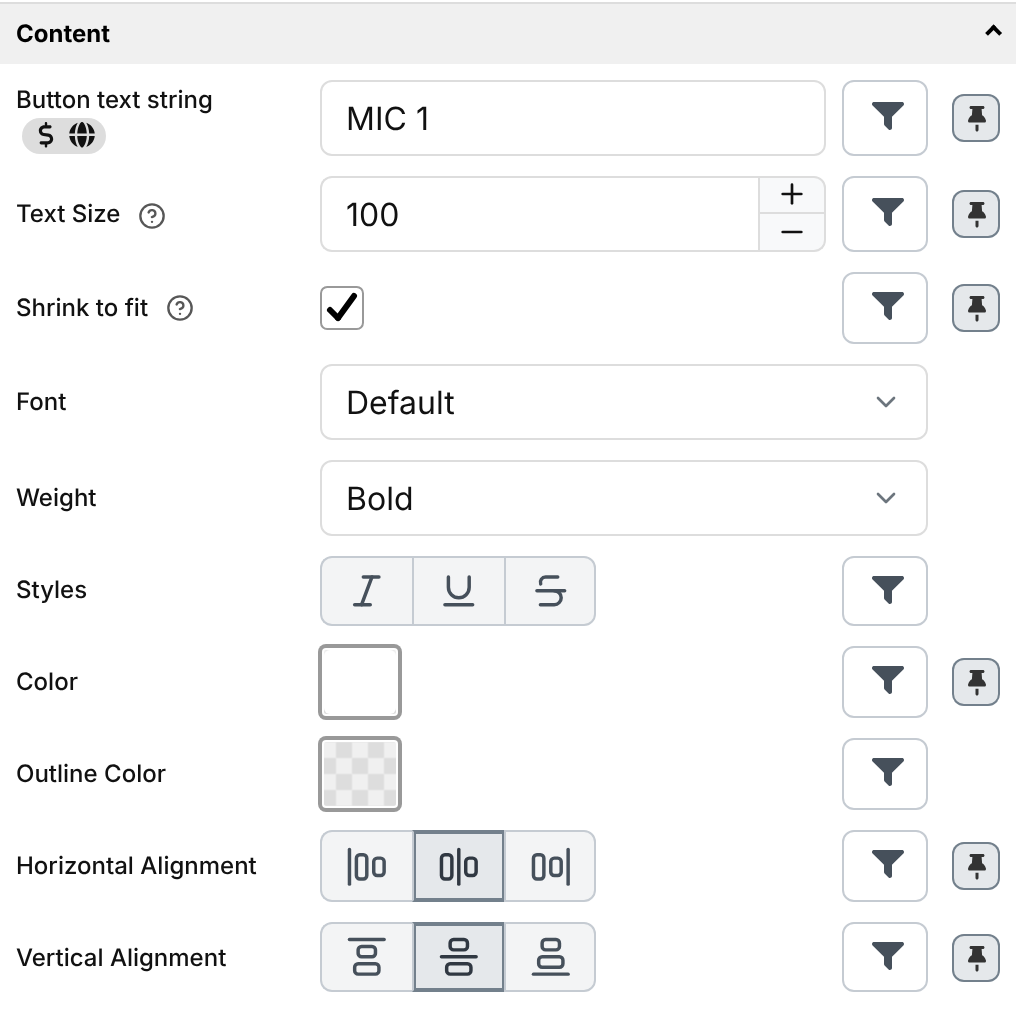 Content
Button text string
$
MIC 1
Text Size ?
100
+
−
Shrink to fit ?
Font
Default
Weight
Bold
Styles
I U S
Color
Outline Color
Horizontal Alignment
Vertical Alignment